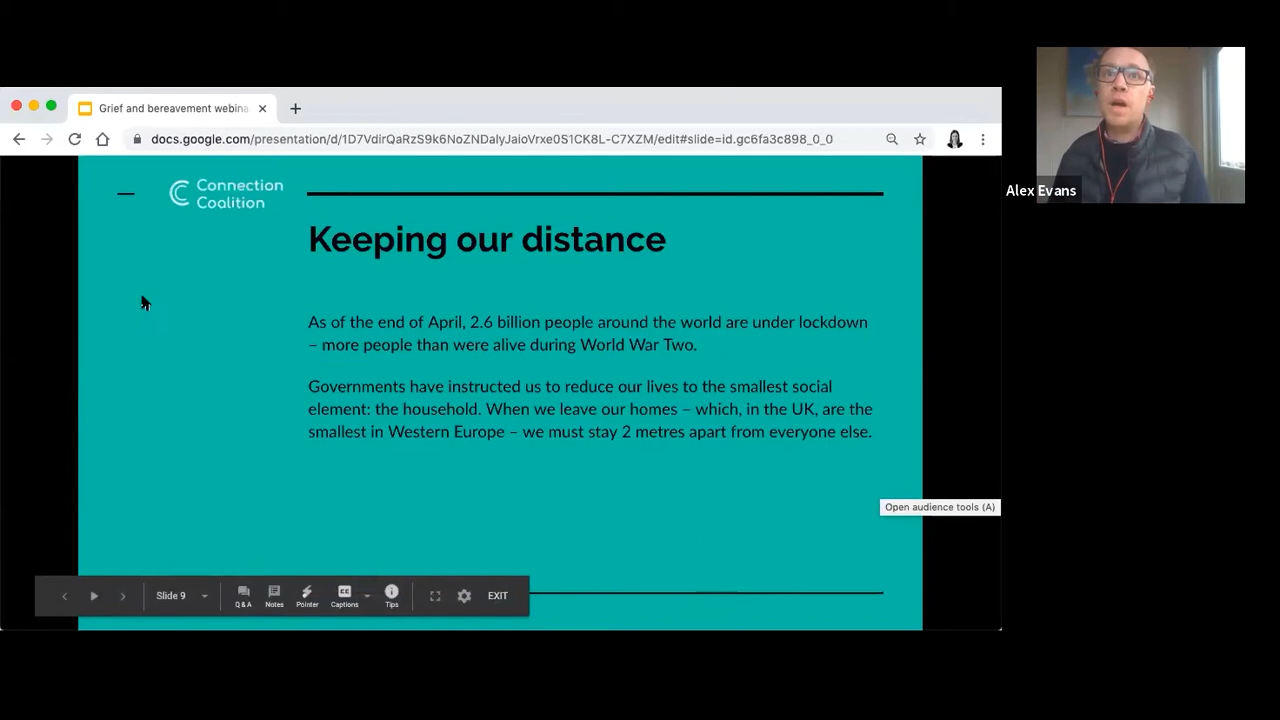 Grief and bereavement webina
docs.google.com/presentation/d/1D7VdirQaRzS9k6NoZNDalyJaioVrxe0S1CK8L-C7XZM/edit#slide=id.gc6fa3c898_0_0
Connection
Coalition
Keeping our distance
As of the end of April, 2.6 billion people around the world are under lockdown
– more people than were alive during World War Two.
Governments have instructed us to reduce our lives to the smallest social
element: the household. When we leave our homes – which, in the UK, are the
smallest in Western Europe – we must stay 2 metres apart from everyone else.
Open audience tools (A)
Slide 9
Q & A
Notes
Pointer
CC
Captions
Tips
EXIT
Alex Evans